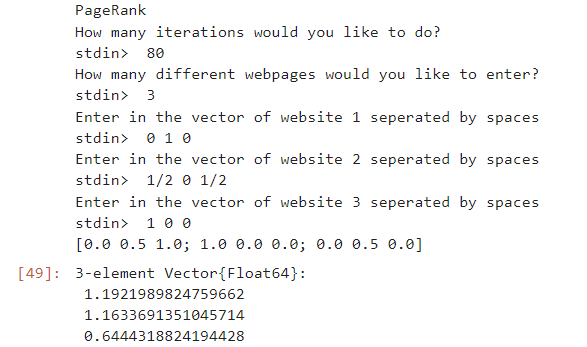 PageRank
How many iterations would you like to do?
stdin> 80
How many different webpages would you like to enter?
stdin> 3
Enter in the vector of website 1 seperated by spaces
stdin> 0 1 0
Enter in the vector of website 2 seperated by spaces
stdin> 1/2 0 1/2
Enter in the vector of website 3 seperated by spaces
stdin> 1 0 0
[0.0 0.5 1.0; 1.0 0.0 0.0; 0.0 0.5 0.0]
[49]: 3-element Vector{Float64}:
1.1921989824759662
1.1633691351045714
0.6444318824194428